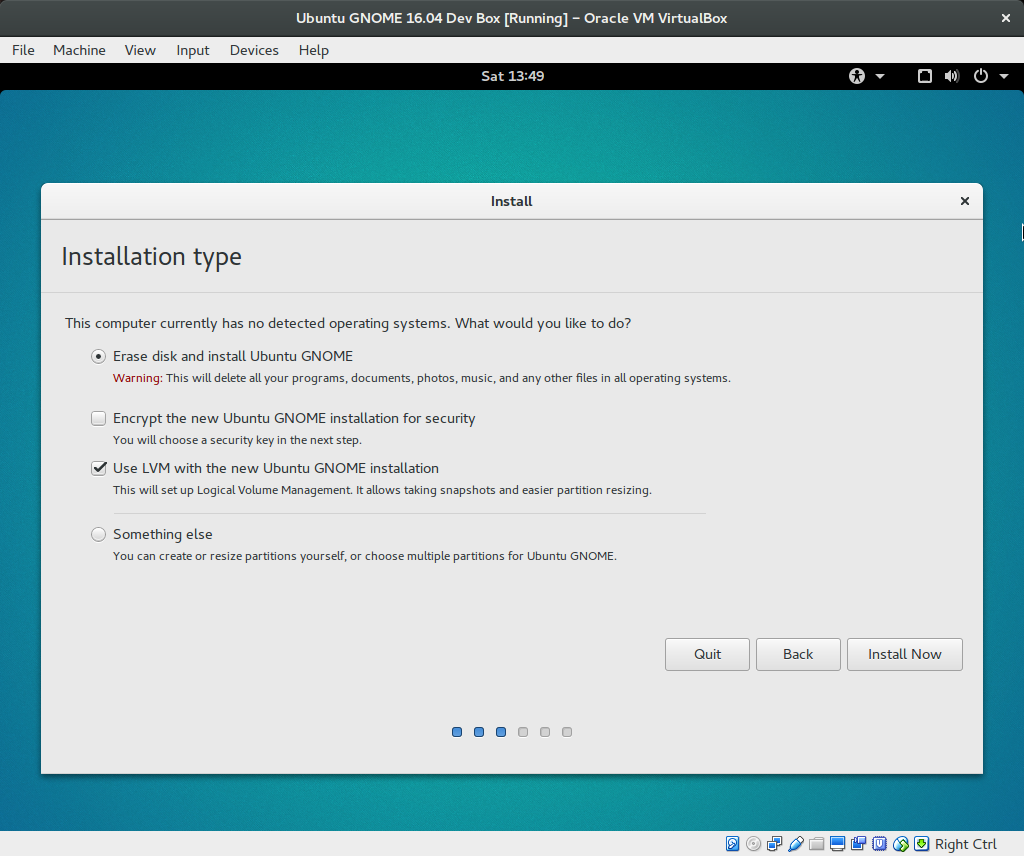 Ubuntu GNOME 16.04 Dev Box [Running] – Oracle VM VirtualBox
File Machine View Input Devices Help
Sat 13:49
Install
Installation type
This computer currently has no detected operating systems. What would you like to do?
Erase disk and install Ubuntu GNOME
Warning: This will delete all your programs, documents, photos, music, and any other files in all operating systems.
Encrypt the new Ubuntu GNOME installation for security
You will choose a security key in the next step.
Use LVM with the new Ubuntu GNOME installation
This will set up Logical Volume Management. It allows taking snapshots and easier partition resizing.
Something else
You can create or resize partitions yourself, or choose multiple partitions for Ubuntu GNOME.
Quit Back Install Now
Right Ctrl